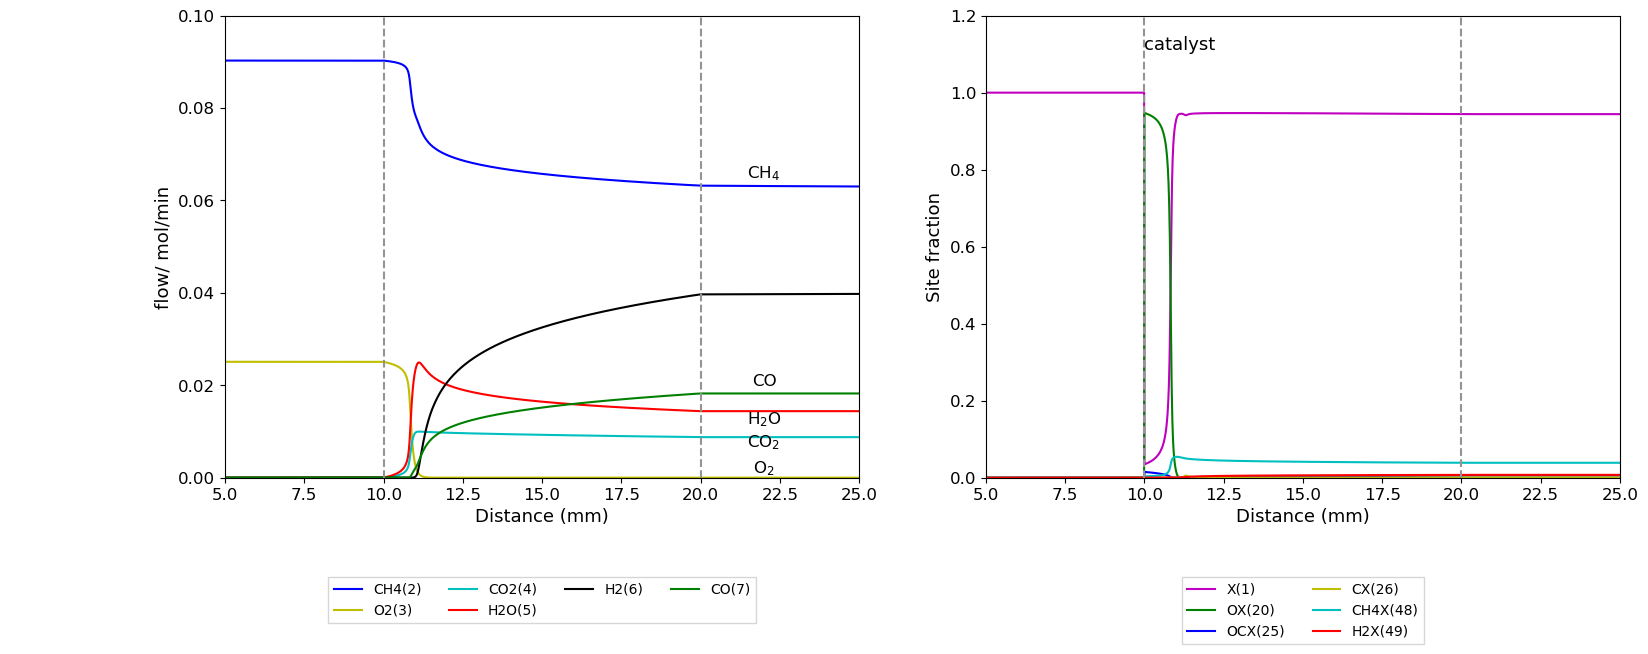 0.10
0.08
0.06
0.04
0.02
0.00
flow/ mol/min
CH₄
CO
H₂O
CO₂
O₂
5.0 7.5 10.0 12.5 15.0 17.5 20.0 22.5 25.0
Distance (mm)
CH4(2) CO2(4) H2(6) CO(7)
O2(3) H2O(5)
1.2
1.0
0.8
0.6
0.4
0.2
0.0
Site fraction
catalyst
5.0 7.5 10.0 12.5 15.0 17.5 20.0 22.5 25.0
Distance (mm)
X(1) CX(26)
OX(20) CH4X(48)
OCX(25) H2X(49)